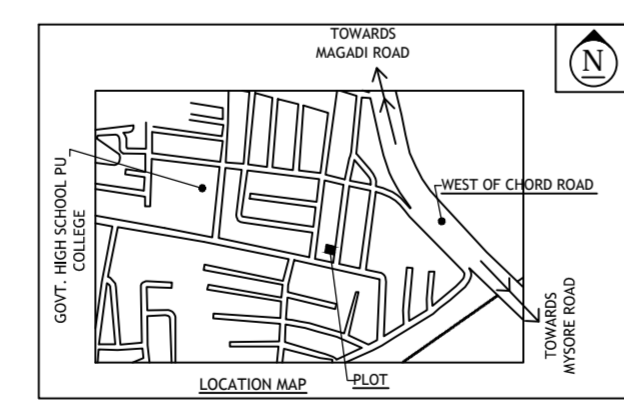 TOWARDS
MAGADI ROAD
N
GOVT. HIGH SCHOOL PU
COLLEGE
WEST OF CHORD ROAD
TOWARDS
MYSORE ROAD
LOCATION MAP
PLOT